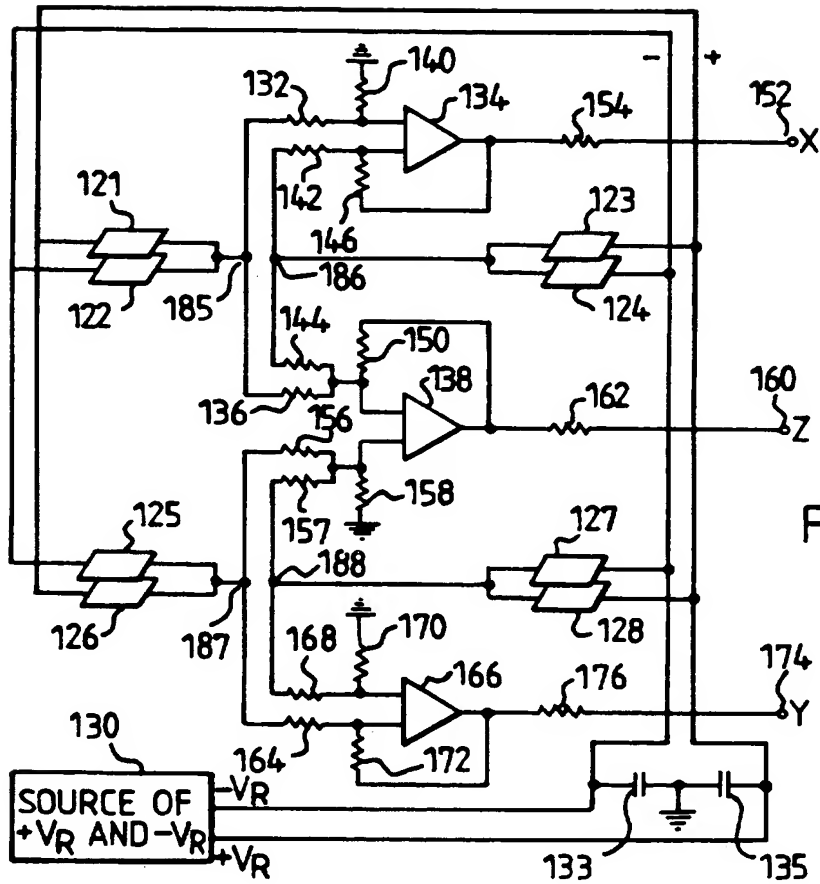 − +
132 140 134 154 152
X
142
121 146 123
186
122 185 124
144 150 138 160
162
136 Z
156
158
157
125 127 F
188
126 187 168 170 128
166 176 174
Y
130 164 172
SOURCE OF −VR
+VR AND −VR
+VR 133 135